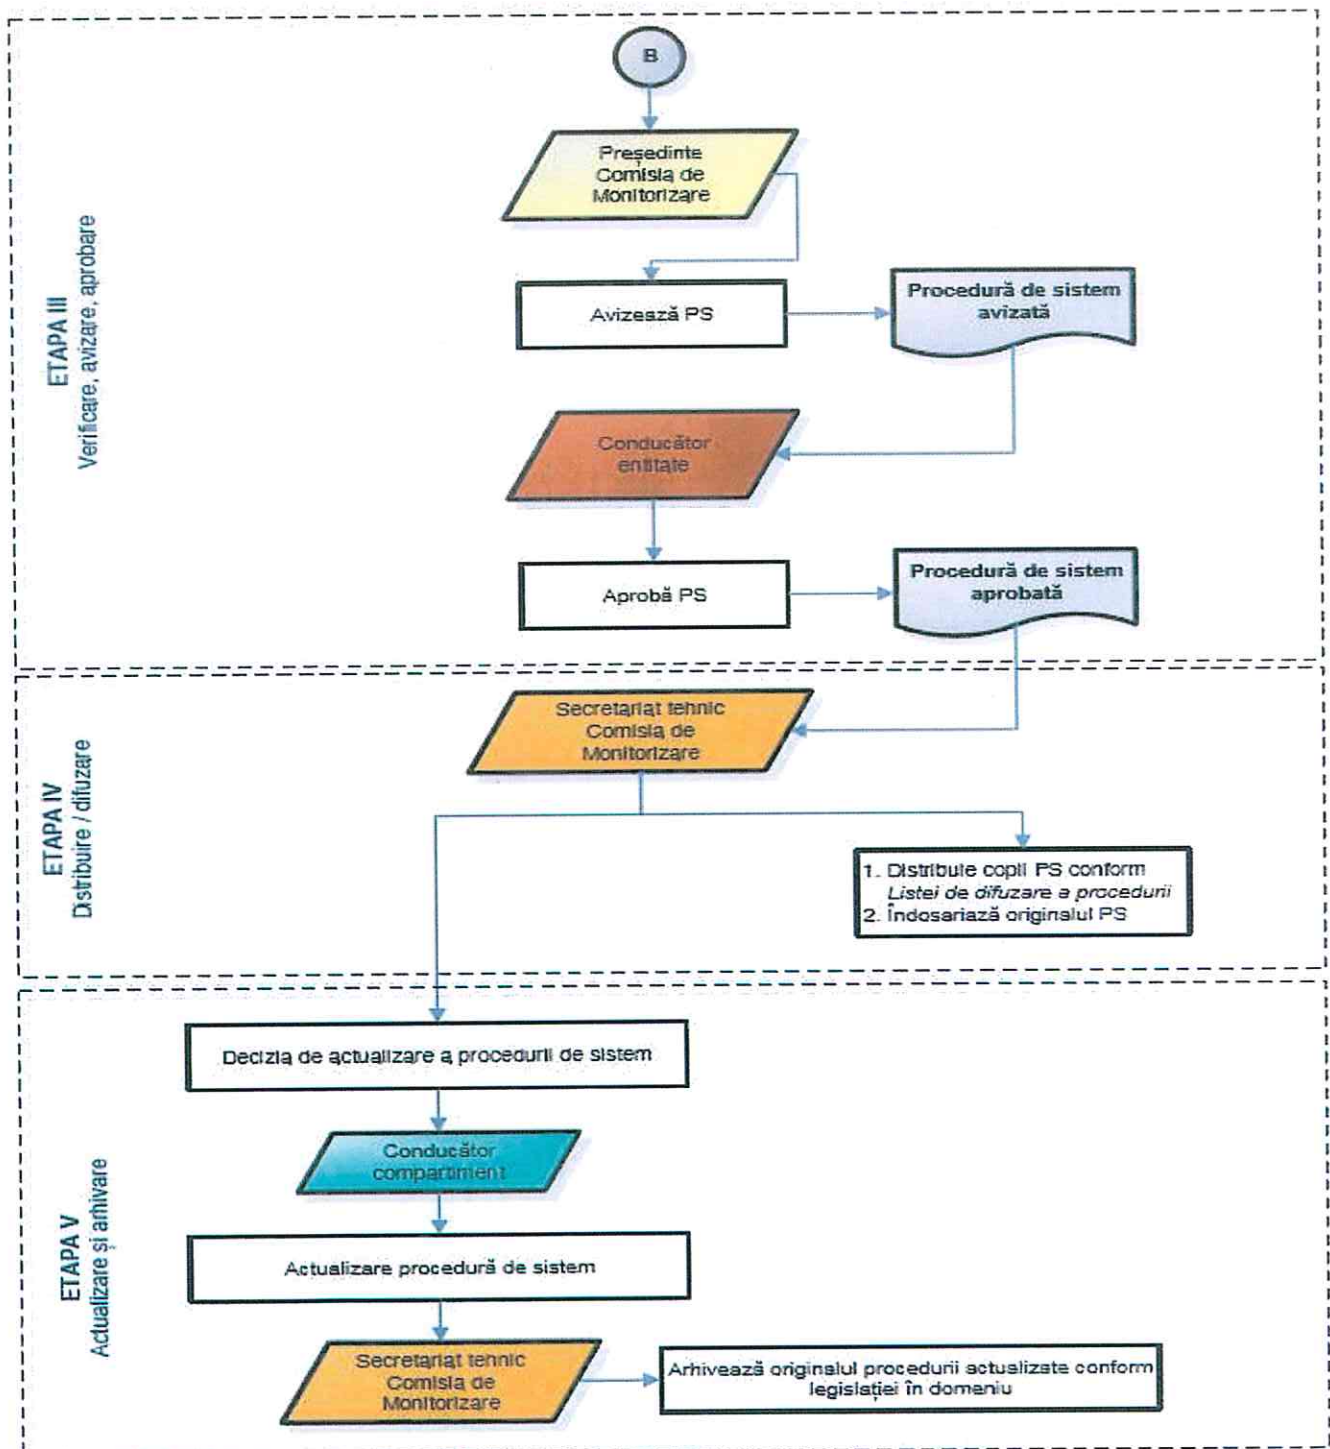 B
Președinte
Comisia de
Monitorizare
Avizează PS
Procedură de sistem
avizată
ETAPA III
Verificare, avizare, aprobare
Conducător
entitate
Aprobă PS
Procedură de sistem
aprobată
Secretariat tehnic
Comisia de
Monitorizare
ETAPA IV
Distribuire / difuzare
1. Distribuie copii PS conform
Listei de difuzare a procedurii
2. Îndosariază originalul PS
Decizia de actualizare a procedurii de sistem
Conducător
compartiment
ETAPA V
Actualizare și arhivare
Actualizare procedură de sistem
Secretariat tehnic
Comisia de
Monitorizare
Arhivează originalul procedurii actualizate conform
legislației în domeniu